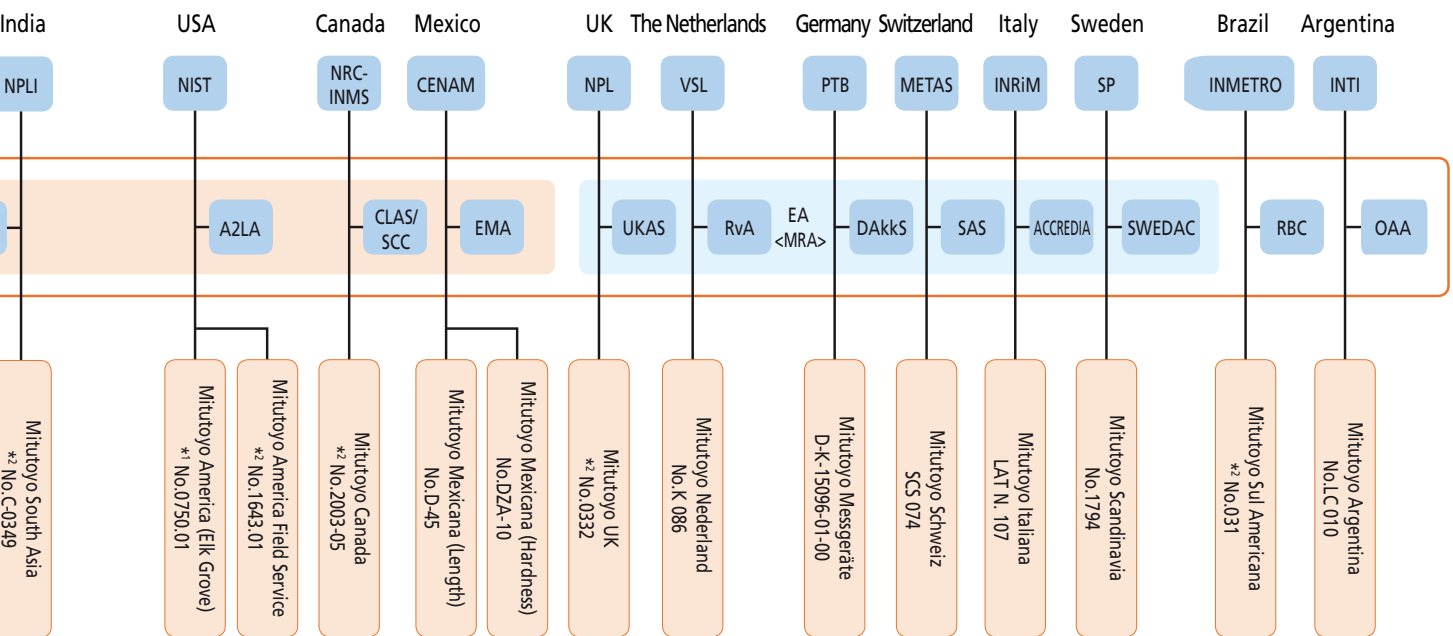 India
USA
Canada
Mexico
UK
The Netherlands
Germany
Switzerland
Italy
Sweden
Brazil
Argentina
NPLI
NIST
NRC-
INMS
CENAM
NPL
VSL
PTB
METAS
INRiM
SP
INMETRO
INTI
A2LA
CLAS/
SCC
EMA
UKAS
RvA
EA
<MRA>
DAkkS
SAS
ACCREDIA
SWEDAC
RBC
OAA
Mitutoyo South Asia
*2 No.C-0349
Mitutoyo America (Elk Grove)
*1 No.0750.01
Mitutoyo America Field Service
*2 No.1643.01
Mitutoyo Canada
*2 No.2003-05
Mitutoyo Mexicana (Length)
No.D-45
Mitutoyo Mexicana (Hardness)
No.DZA-10
Mitutoyo UK
*2 No.0332
Mitutoyo Nederland
No.K 086
Mitutoyo Messgeräte
D-K-15096-01-00
Mitutoyo Schweiz
SCS 074
Mitutoyo Italiana
LAT N. 107
Mitutoyo Scandinavia
No.1794
Mitutoyo Sul Americana
*2 No.031
Mitutoyo Argentina
No.LC 010